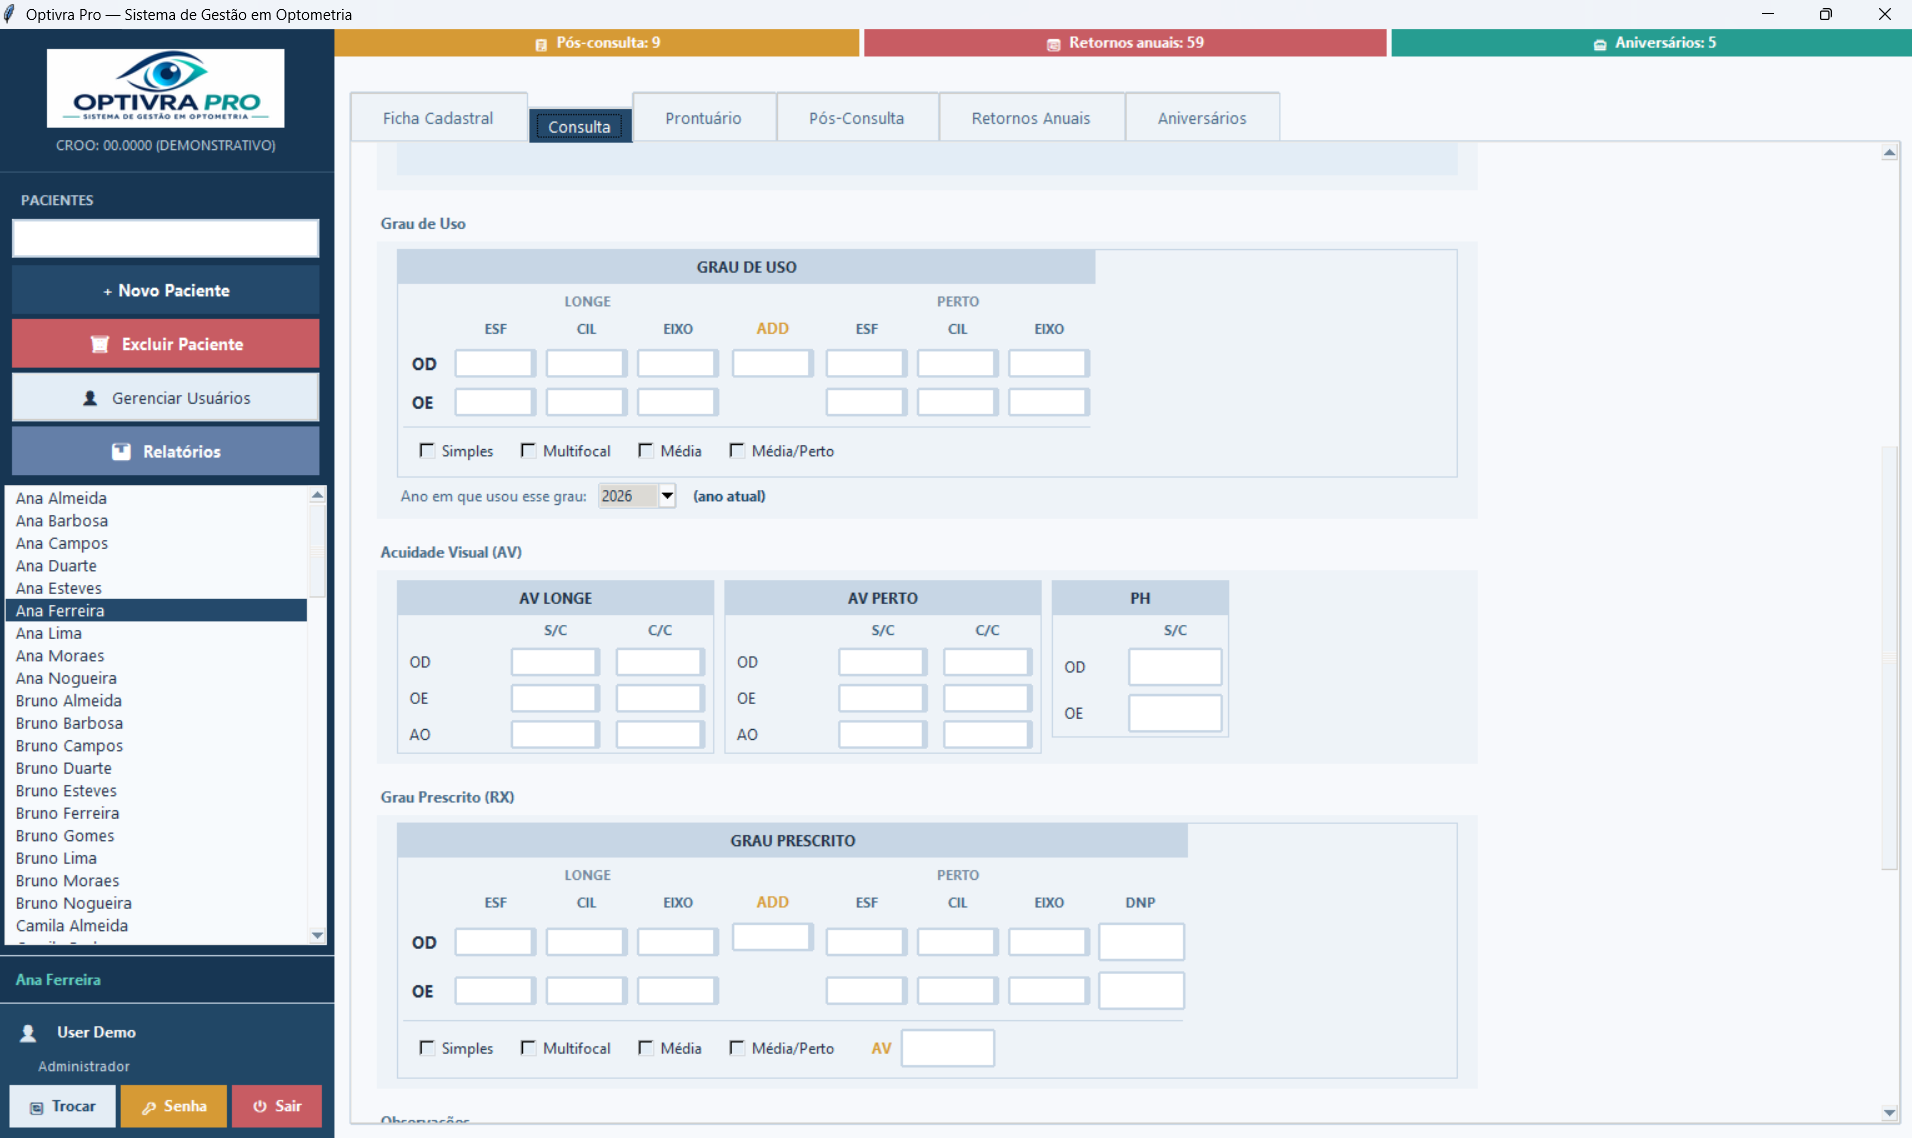 Optivra Pro — Sistema de Gestão em Optometria
Pós-consulta: 9
Retornos anuais: 59
Aniversários: 5
OPTIVRA PRO
SISTEMA DE GESTÃO EM OPTOMETRIA
CROO: 00.0000 (DEMONSTRATIVO)
PACIENTES
+ Novo Paciente
Excluir Paciente
Gerenciar Usuários
Relatórios
Ana Almeida
Ana Barbosa
Ana Campos
Ana Duarte
Ana Esteves
Ana Ferreira
Ana Lima
Ana Moraes
Ana Nogueira
Bruno Almeida
Bruno Barbosa
Bruno Campos
Bruno Duarte
Bruno Esteves
Bruno Ferreira
Bruno Gomes
Bruno Lima
Bruno Moraes
Bruno Nogueira
Camila Almeida
Ana Ferreira
User Demo
Administrador
Trocar Senha Sair
Ficha Cadastral Consulta Prontuário Pós-Consulta Retornos Anuais Aniversários
Grau de Uso
GRAU DE USO
LONGE PERTO
ESF CIL EIXO ADD ESF CIL EIXO
OD
OE
Simples Multifocal Média Média/Perto
Ano em que usou esse grau: 2026 (ano atual)
Acuidade Visual (AV)
AV LONGE AV PERTO PH
S/C C/C S/C C/C S/C
OD OD OD
OE OE OE
AO AO
Grau Prescrito (RX)
GRAU PRESCRITO
LONGE PERTO
ESF CIL EIXO ADD ESF CIL EIXO DNP
OD
OE
Simples Multifocal Média Média/Perto AV
Observações